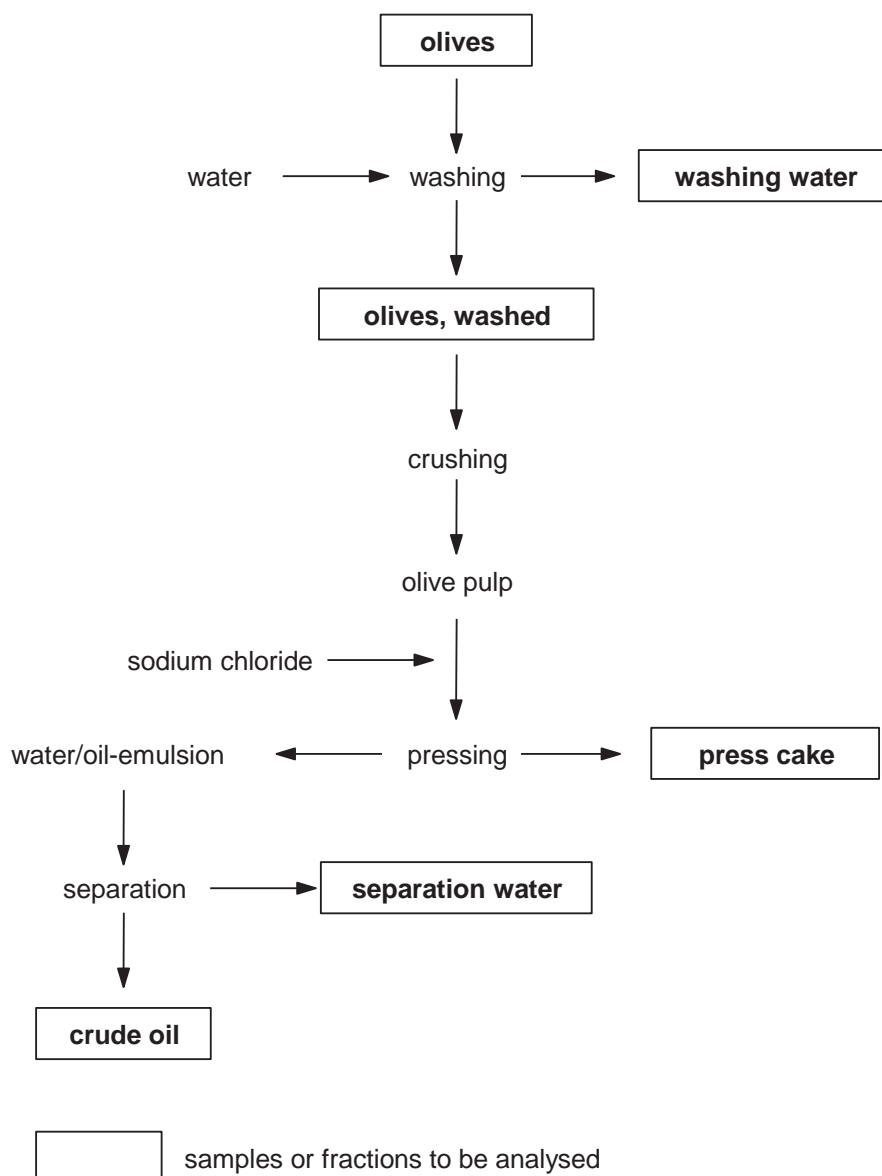 olives
water
washing
washing water
olives, washed
crushing
olive pulp
sodium chloride
water/oil-emulsion
pressing
press cake
separation
separation water
crude oil
samples or fractions to be analysed